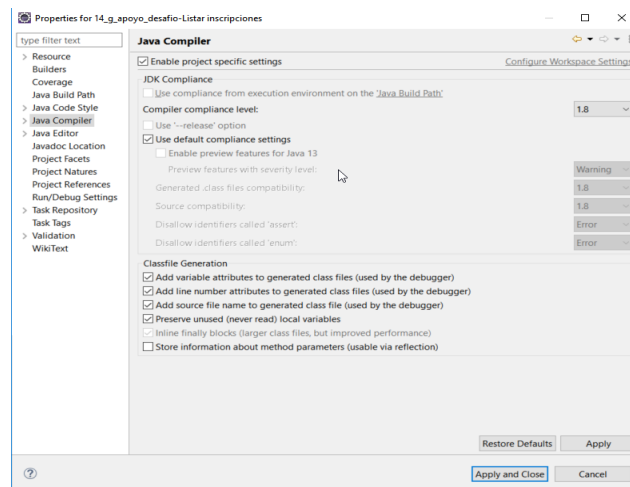 Properties for 14_g_apoyo_desafio-Listar inscripciones
type filter text
Resource
Builders
Coverage
Java Build Path
Java Code Style
Java Compiler
Java Editor
Javadoc Location
Project Facets
Project Natures
Project References
Run/Debug Settings
Task Repository
Task Tags
Validation
WikiText
Java Compiler
Enable project specific settings
Configure Workspace Settings
JDK Compliance
Use compliance from execution environment on the 'Java Build Path'
Compiler compliance level: 1.8
Use '--release' option
Use default compliance settings
Enable preview features for Java 13
Preview features with severity level: Warning
Generated .class files compatibility: 1.8
Source compatibility: 1.8
Disallow identifiers called 'assert': Error
Disallow identifiers called 'enum': Error
Classfile Generation
Add variable attributes to generated class files (used by the debugger)
Add line number attributes to generated class files (used by the debugger)
Add source file name to generated class file (used by the debugger)
Preserve unused (never read) local variables
Inline finally blocks (larger class files, but improved performance)
Store information about method parameters (usable via reflection)
Restore Defaults Apply
Apply and Close Cancel